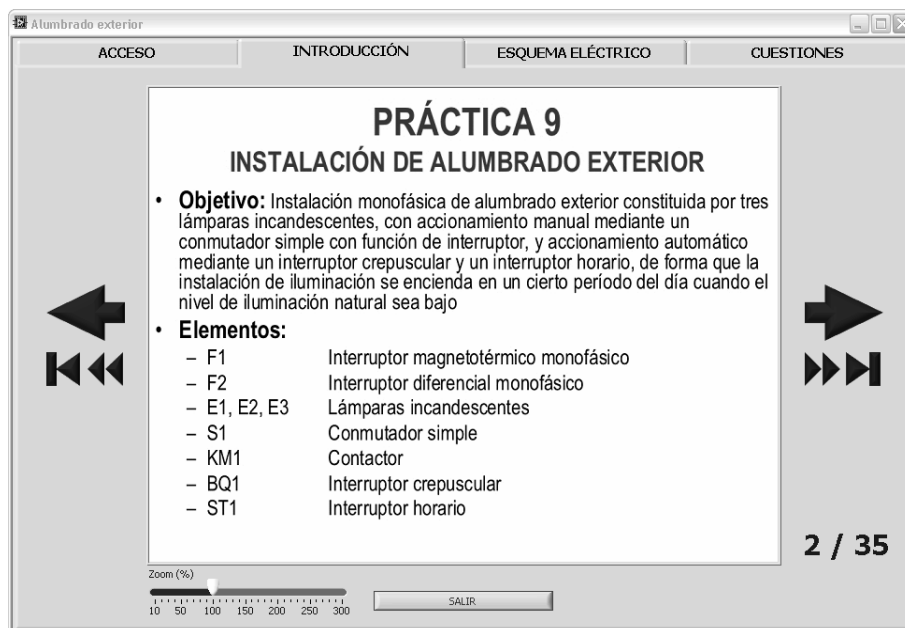 Alumbrado exterior
ACCESO
INTRODUCCIÓN
ESQUEMA ELÉCTRICO
CUESTIONES
PRÁCTICA 9
INSTALACIÓN DE ALUMBRADO EXTERIOR
• Objetivo: Instalación monofásica de alumbrado exterior constituida por tres
lámparas incandescentes, con accionamiento manual mediante un
conmutador simple con función de interruptor, y accionamiento automático
mediante un interruptor crepuscular y un interruptor horario, de forma que la
instalación de iluminación se encienda en un cierto período del día cuando el
nivel de iluminación natural sea bajo
• Elementos:
– F1 Interruptor magnetotérmico monofásico
– F2 Interruptor diferencial monofásico
– E1, E2, E3 Lámparas incandescentes
– S1 Conmutador simple
– KM1 Contactor
– BQ1 Interruptor crepuscular
– ST1 Interruptor horario
2 / 35
Zoom (%)
10 50 100 150 200 250 300
SALIR